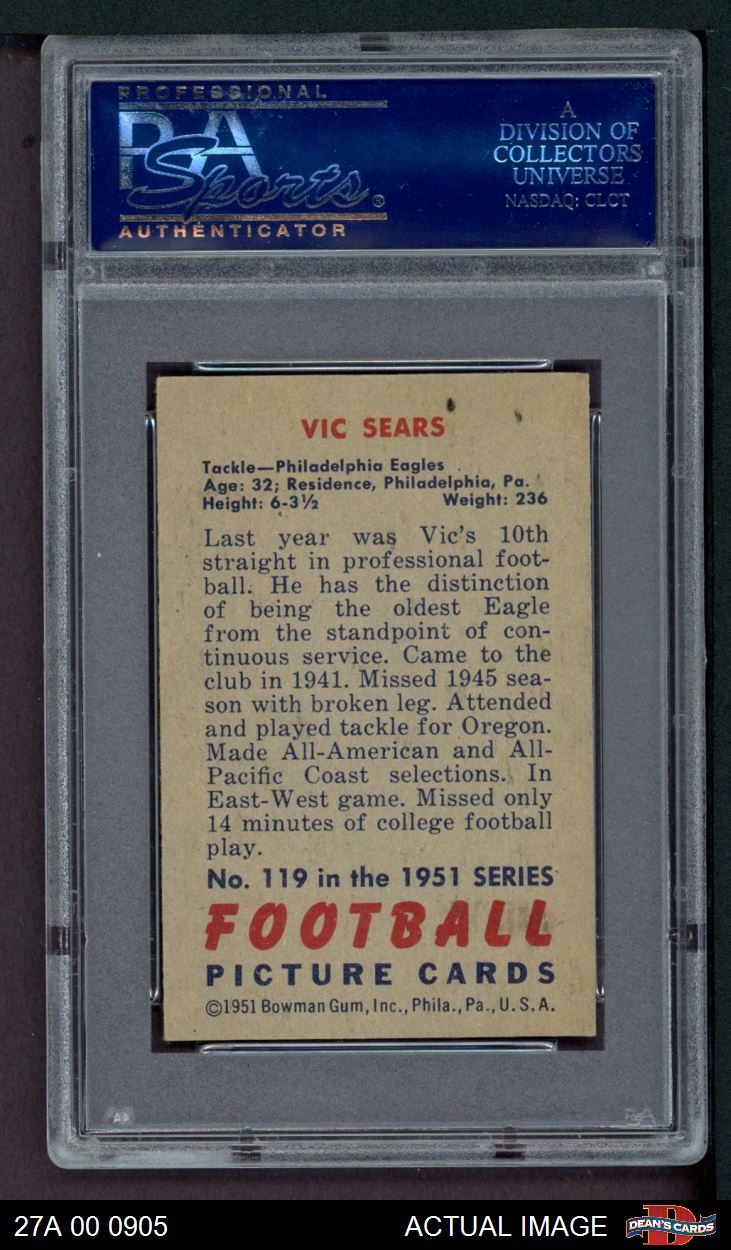 PROFESSIONAL
PSA
Sports®
AUTHENTICATOR
A
DIVISION OF
COLLECTORS
UNIVERSE
NASDAQ: CLCT
VIC SEARS
Tackle—Philadelphia Eagles
Age: 32; Residence, Philadelphia, Pa.
Height: 6-3½ Weight: 236
Last year was Vic's 10th
straight in professional foot-
ball. He has the distinction
of being the oldest Eagle
from the standpoint of con-
tinuous service. Came to the
club in 1941. Missed 1945 sea-
son with broken leg. Attended
and played tackle for Oregon.
Made All-American and All-
Pacific Coast selections. In
East-West game. Missed only
14 minutes of college football
play.
No. 119 in the 1951 SERIES
FOOTBALL
PICTURE CARDS
©1951 Bowman Gum, Inc., Phila., Pa., U.S.A.
PSA
27A 00 0905 ACTUAL IMAGE D DEAN'S CARDS